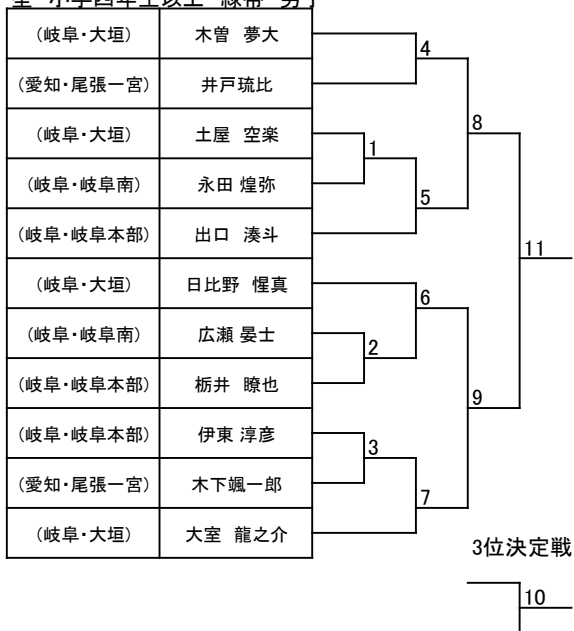 (岐阜・大垣) 木曽 夢大
(愛知・尾張一宮) 井戸琉比
(岐阜・大垣) 土屋 空楽
(岐阜・岐阜南) 永田 煌弥
(岐阜・岐阜本部) 出口 湊斗
(岐阜・大垣) 日比野 惺真
(岐阜・岐阜南) 広瀬 晏士
(岐阜・岐阜本部) 栃井 瞭也
(岐阜・岐阜本部) 伊東 淳彦
(愛知・尾張一宮) 木下颯一郎
(岐阜・大垣) 大室 龍之介
4
8
1
5
11
6
2
9
3
7
3位決定戦
10